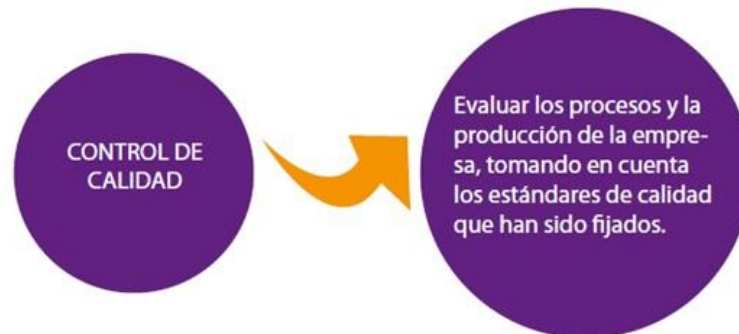 CONTROL DE
CALIDAD
Evaluar los procesos y la
producción de la empre-
sa, tomando en cuenta
los estándares de calidad
que han sido fijados.